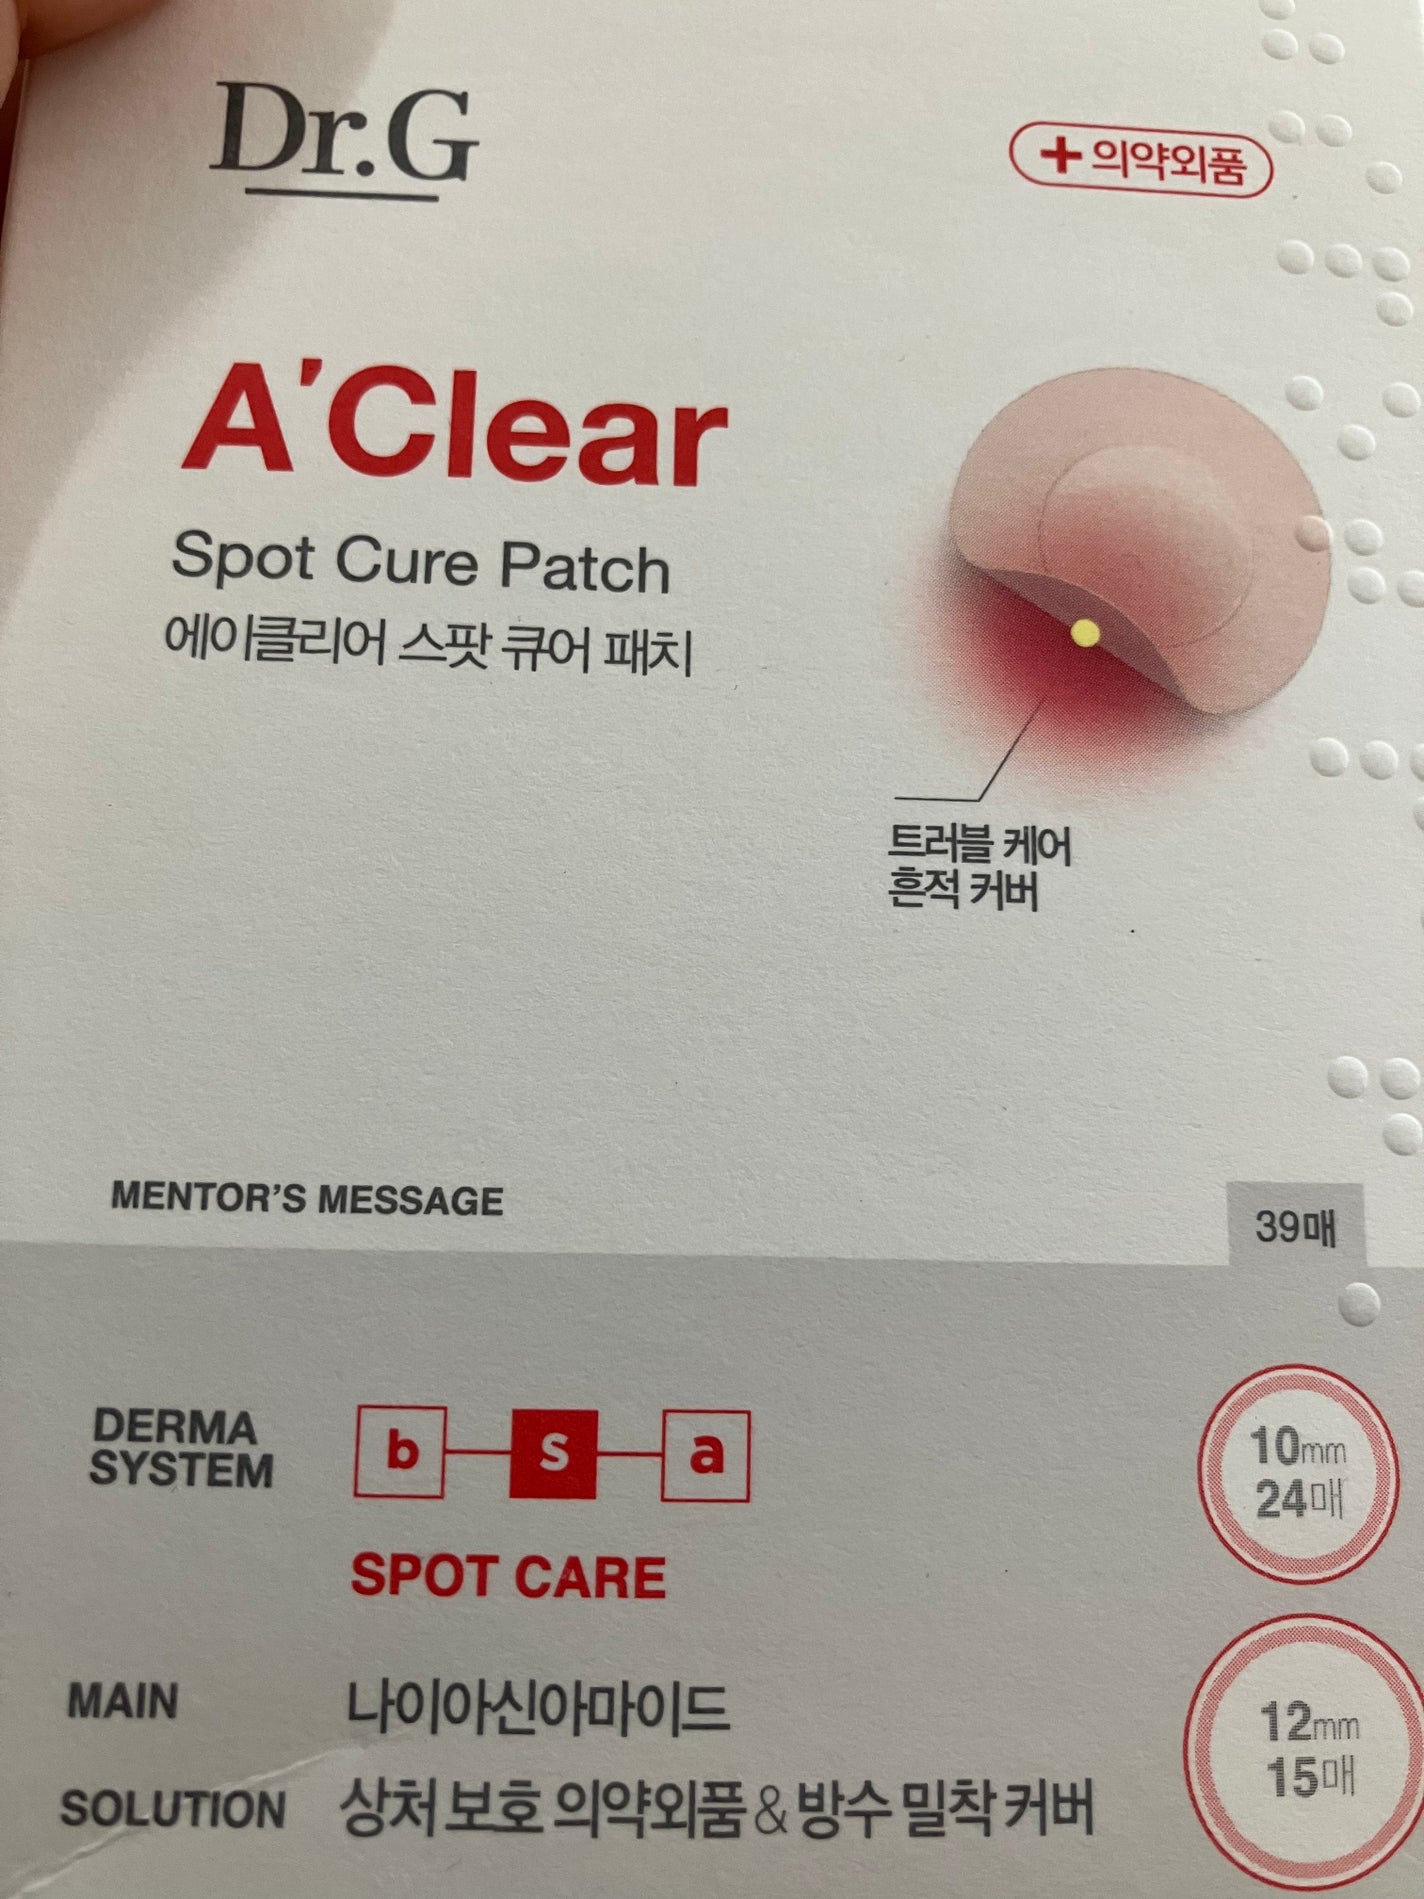 Dr.G
+의약외품
A'Clear
Spot Cure Patch
에이클리어 스팟 큐어 패치
트러블 케어
흔적 커버
MENTOR'S MESSAGE
39매
DERMA
SYSTEM
b s a
SPOT CARE
10mm
24매
MAIN 나이아신아마이드
12mm
15매
SOLUTION 상처 보호 의약외품 & 방수 밀착 커버